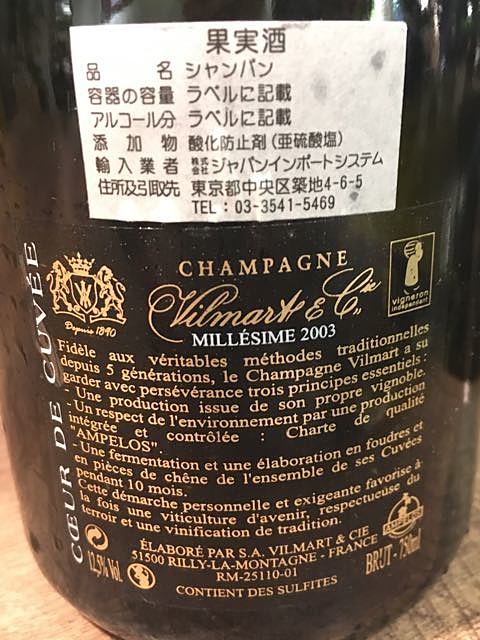 果実酒
品名 シャンパン
容器の容量 ラベルに記載
アルコール分 ラベルに記載
添加物 酸化防止剤(亜硫酸塩)
輸入業者 株式会社ジャパンインポートシステム
住所及引取先 東京都中央区築地4-6-5
TEL:03-3541-5469
CHAMPAGNE
Vilmart & Cie
Depuis 1890
vigneron
indépendant
MILLÉSIME 2003
CŒUR DE CUVÉE
Fidèle aux véritables méthodes traditionnelles
depuis 5 générations, le Champagne Vilmart a su
garder avec persévérance trois principes essentiels :
- Une production issue de son propre vignoble.
- Un respect de l'environnement par une production
intégrée et contrôlée : Charte de qualité
"AMPELOS".
- Une fermentation et une élaboration en foudres et
en pièces de chêne de l'ensemble de ses Cuvées
pendant 10 mois.
Cette démarche personnelle et exigeante favorise à
la fois une viticulture d'avenir, respectueuse du
terroir et une vinification de tradition.
12,5% Vol.
ÉLABORÉ PAR S.A. VILMART & CIE
51500 RILLY-LA-MONTAGNE - FRANCE
RM-25110-01
CONTIENT DES SULFITES
AMPELOS
BRUT - 750ml